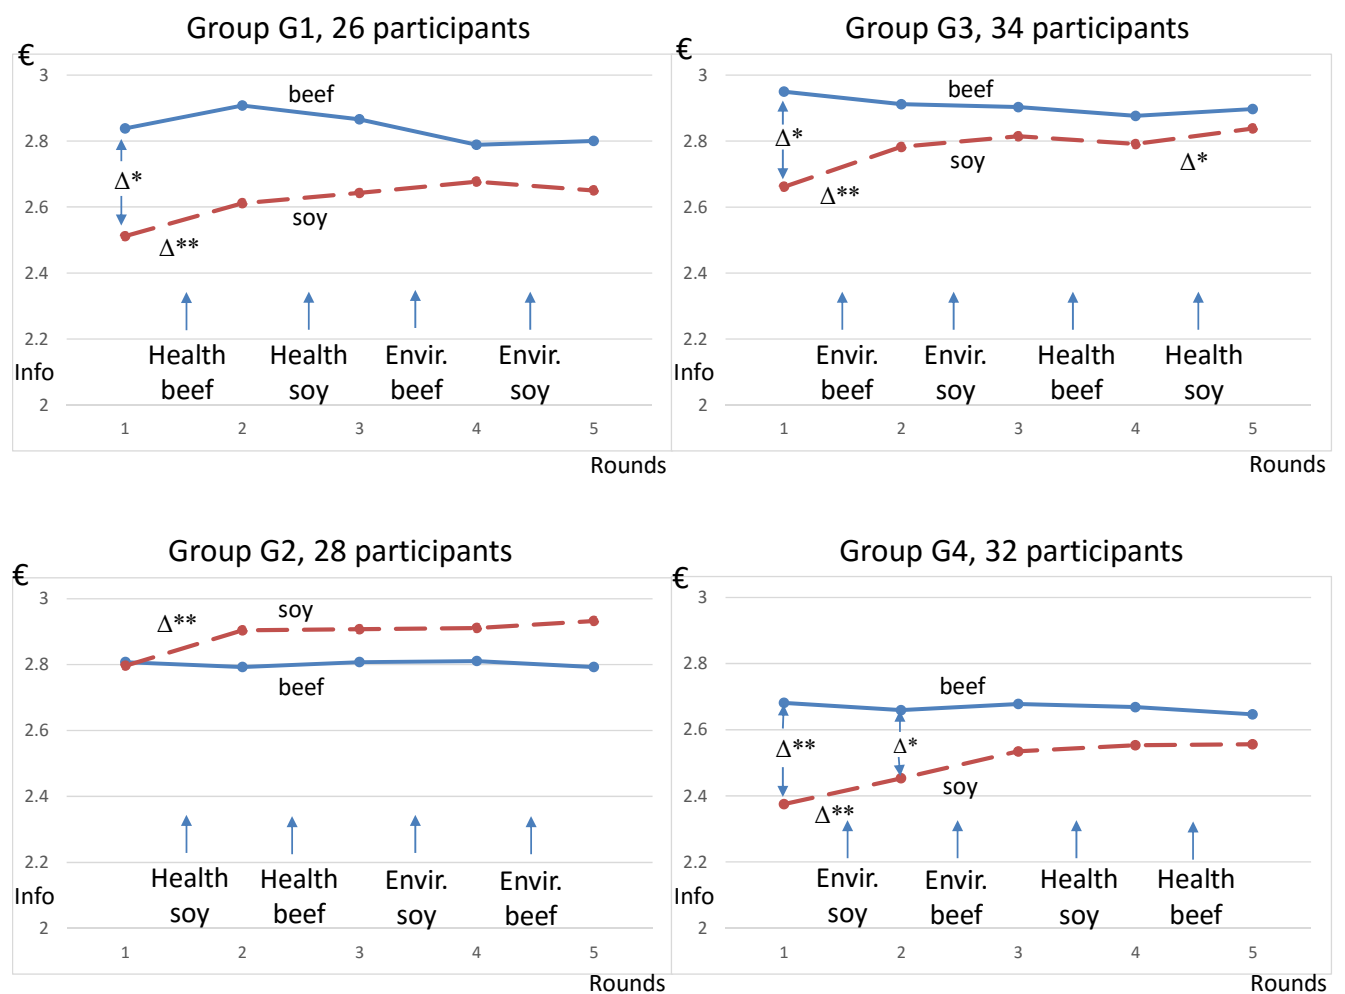 Group G1, 26 participants
€
3
beef
2.8
Δ*
2.6
soy
Δ**
2.4
2.2
Health Health Envir. Envir.
Info
beef soy beef soy
2
1 2 3 4 5
Rounds
Group G3, 34 participants
€
3
beef
2.8
Δ*
soy
Δ*
Δ**
2.6
2.4
2.2
Envir. Envir. Health Health
Info
beef soy beef soy
2
1 2 3 4 5
Rounds
Group G2, 28 participants
€
3
soy
Δ**
2.8
beef
2.6
2.4
2.2
Health Health Envir. Envir.
Info
soy beef soy beef
2
1 2 3 4 5
Rounds
Group G4, 32 participants
€
3
2.8
beef
2.6
Δ** Δ*
soy
2.4
Δ**
2.2
Envir. Envir. Health Health
Info
soy beef soy beef
2
1 2 3 4 5
Rounds